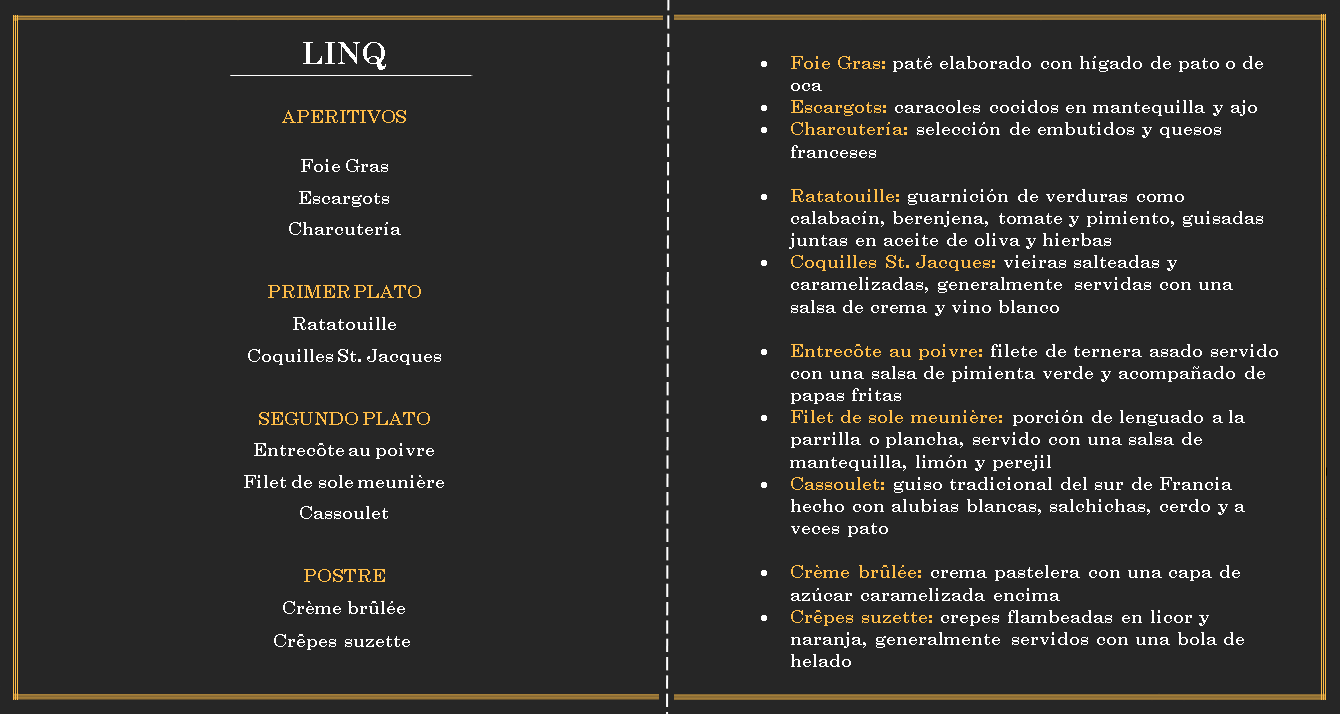 LINQ
APERITIVOS
Foie Gras
Escargots
Charcutería
PRIMER PLATO
Ratatouille
Coquilles St. Jacques
SEGUNDO PLATO
Entrecôte au poivre
Filet de sole meunière
Cassoulet
POSTRE
Crème brûlée
Crêpes suzette
• Foie Gras: paté elaborado con hígado de pato o de
oca
• Escargots: caracoles cocidos en mantequilla y ajo
• Charcutería: selección de embutidos y quesos
franceses
• Ratatouille: guarnición de verduras como
calabacín, berenjena, tomate y pimiento, guisadas
juntas en aceite de oliva y hierbas
• Coquilles St. Jacques: vieiras salteadas y
caramelizadas, generalmente servidas con una
salsa de crema y vino blanco
• Entrecôte au poivre: filete de ternera asado servido
con una salsa de pimienta verde y acompañado de
papas fritas
• Filet de sole meunière: porción de lenguado a la
parrilla o plancha, servido con una salsa de
mantequilla, limón y perejil
• Cassoulet: guiso tradicional del sur de Francia
hecho con alubias blancas, salchichas, cerdo y a
veces pato
• Crème brûlée: crema pastelera con una capa de
azúcar caramelizada encima
• Crêpes suzette: crepes flambeadas en licor y
naranja, generalmente servidos con una bola de
helado